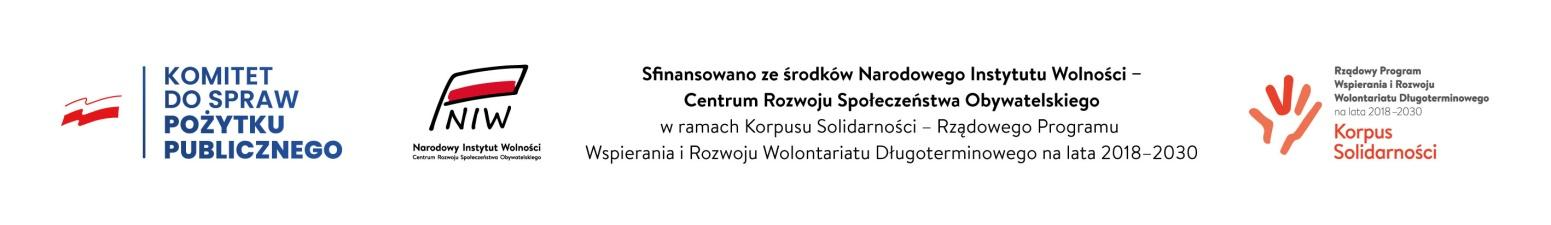 KOMITET
DO SPRAW
POŻYTKU
PUBLICZNEGO
NIW
Narodowy Instytut Wolności
Centrum Rozwoju Społeczeństwa Obywatelskiego
Sfinansowano ze środków Narodowego Instytutu Wolności –
Centrum Rozwoju Społeczeństwa Obywatelskiego
w ramach Korpusu Solidarności – Rządowego Programu
Wspierania i Rozwoju Wolontariatu Długoterminowego na lata 2018–2030
Rządowy Program
Wspierania i Rozwoju
Wolontariatu Długoterminowego
na lata 2018–2030
Korpus
Solidarności